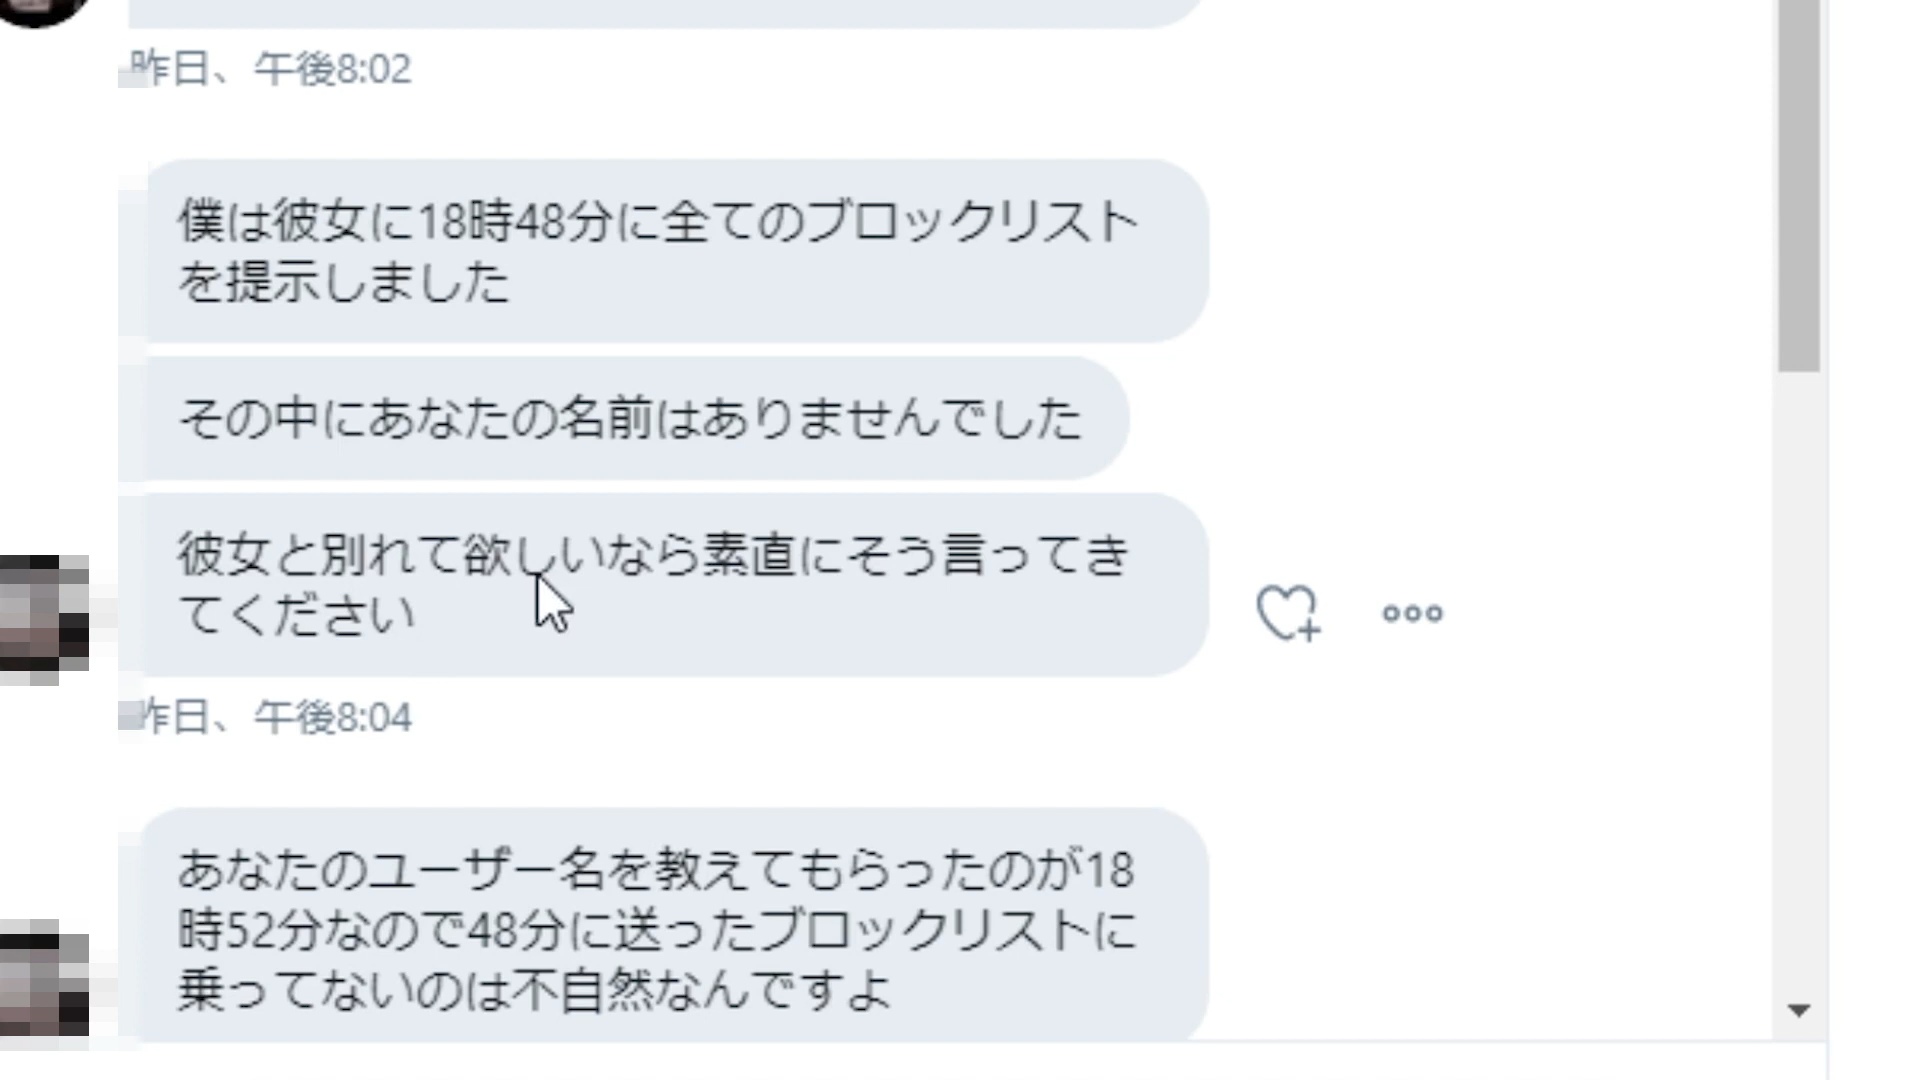 昨日、午後8:02
僕は彼女に18時48分に全てのブロックリスト
を提示しました
その中にあなたの名前はありませんでした
彼女と別れて欲しいなら素直にそう言ってき
てください
昨日、午後8:04
あなたのユーザー名を教えてもらったのが18
時52分なので48分に送ったブロックリストに
乗ってないのは不自然なんですよ